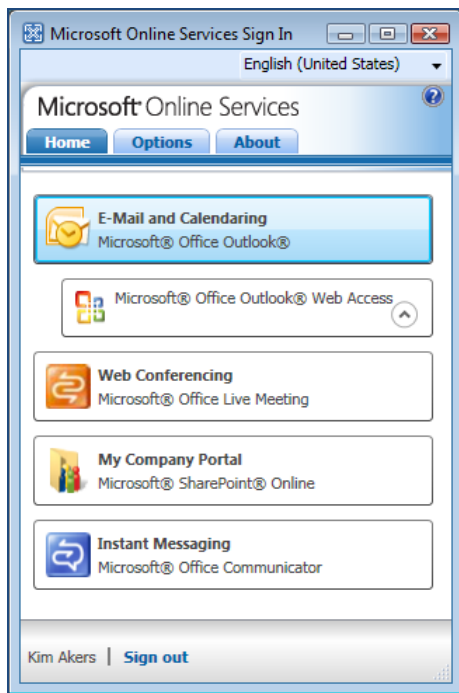 Microsoft Online Services Sign In
English (United States)
Microsoft® Online Services
Home Options About
E-Mail and Calendaring
Microsoft® Office Outlook®
Microsoft® Office Outlook® Web Access
Web Conferencing
Microsoft® Office Live Meeting
My Company Portal
Microsoft® SharePoint® Online
Instant Messaging
Microsoft® Office Communicator
Kim Akers | Sign out